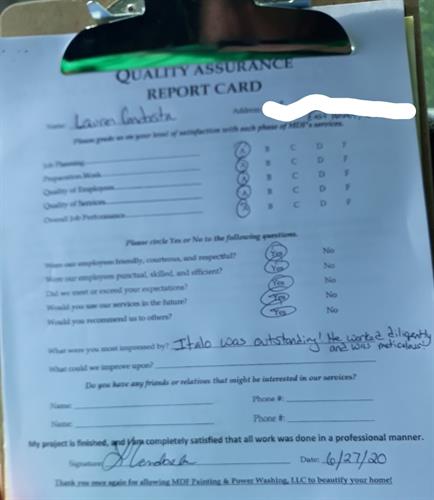 QUALITY ASSURANCE
REPORT CARD
Name: Lauren Address:
Please grade us on your level of satisfaction with each phase of MDF's services.
Job Planning A B C D F
Preparation Work A B C D F
Quality of Employees A B C D F
Quality of Services A B C D F
Overall Job Performance A B C D F
Please circle Yes or No to the following questions.
Were our employees friendly, courteous, and respectful? Yes No
Were our employees punctual, skilled, and efficient? Yes No
Did we meet or exceed your expectations? Yes No
Would you use our services in the future? Yes No
Would you recommend us to others? Yes No
What were you most impressed by? Italo was outstanding! He worked diligently
and was meticulous!
What could we improve upon?
Do you have any friends or relatives that might be interested in our services?
Name: Phone #:
Name: Phone #:
My project is finished, and I am completely satisfied that all work was done in a professional manner.
Signature: Date: 6/27/20
Thank you once again for allowing MDF Painting & Power Washing, LLC to beautify your home!